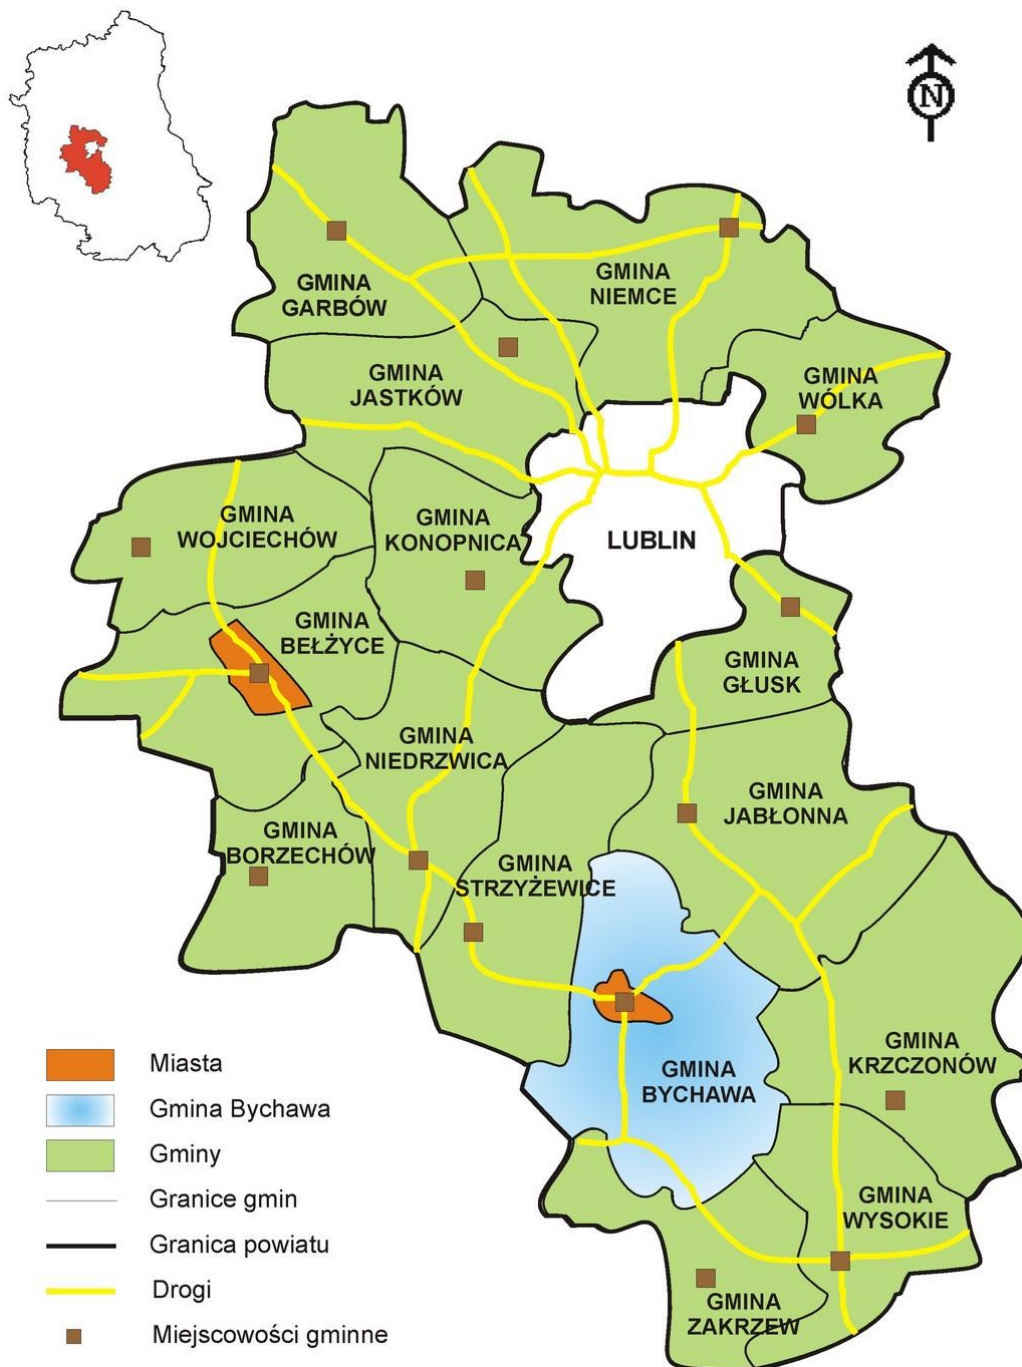 N
GMINA
GARBÓW
GMINA
NIEMCE
GMINA
JASTKÓW
GMINA
WÓLKA
GMINA
WOJCIECHÓW
GMINA
KONOPNICA
LUBLIN
GMINA
BEŁŻYCE
GMINA
GŁUSK
GMINA
NIEDRZWICA
GMINA
JABŁONNA
GMINA
BORZECHÓW
GMINA
STRZYŻEWICE
GMINA
KRZCZONÓW
GMINA
BYCHAWA
GMINA
WYSOKIE
GMINA
ZAKRZEW
Miasta
Gmina Bychawa
Gminy
Granice gmin
Granica powiatu
Drogi
Miejscowości gminne